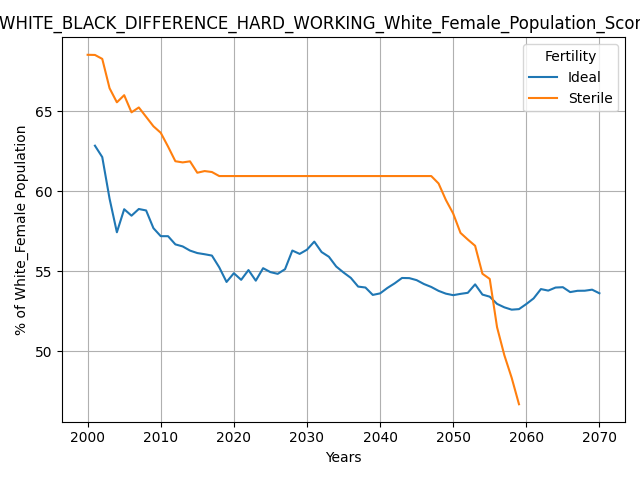 WHITE_BLACK_DIFFERENCE_HARD_WORKING_White_Female_Population_Scor
Fertility
Ideal
Sterile
% of White_Female Population
65
60
55
50
2000 2010 2020 2030 2040 2050 2060 2070
Years